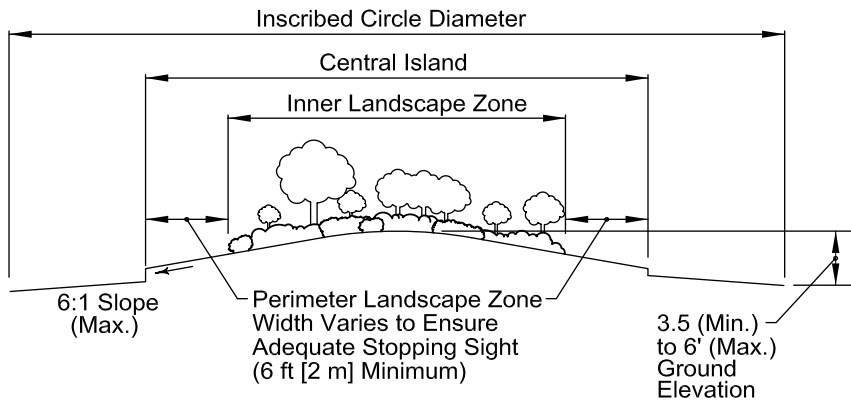 Inscribed Circle Diameter
Central Island
Inner Landscape Zone
6:1 Slope
(Max.)
Perimeter Landscape Zone
Width Varies to Ensure
Adequate Stopping Sight
(6 ft [2 m] Minimum)
3.5 (Min.)
to 6' (Max.)
Ground
Elevation